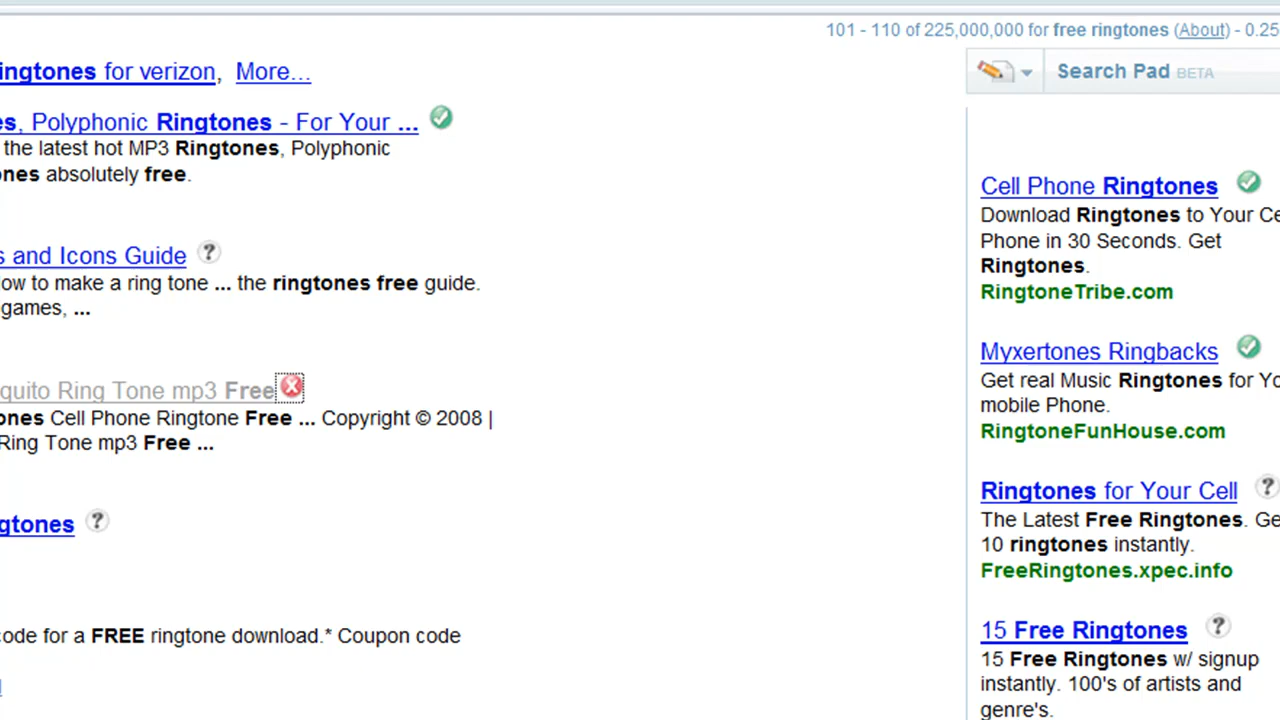 101 - 110 of 225,000,000 for free ringtones (About) - 0.25
ingtones for verizon, More...
s, Polyphonic Ringtones - For Your ...
the latest hot MP3 Ringtones, Polyphonic
ones absolutely free.
s and Icons Guide
ow to make a ring tone ... the ringtones free guide.
games, ...
quito Ring Tone mp3 Free
ones Cell Phone Ringtone Free ... Copyright © 2008 |
Ring Tone mp3 Free ...
gtones
code for a FREE ringtone download.* Coupon code
Search Pad BETA
Cell Phone Ringtones
Download Ringtones to Your Ce
Phone in 30 Seconds. Get
Ringtones.
RingtoneTribe.com
Myxertones Ringbacks
Get real Music Ringtones for Yo
mobile Phone.
RingtoneFunHouse.com
Ringtones for Your Cell
The Latest Free Ringtones. Ge
10 ringtones instantly.
FreeRingtones.xpec.info
15 Free Ringtones
15 Free Ringtones w/ signup
instantly. 100's of artists and
genre's.